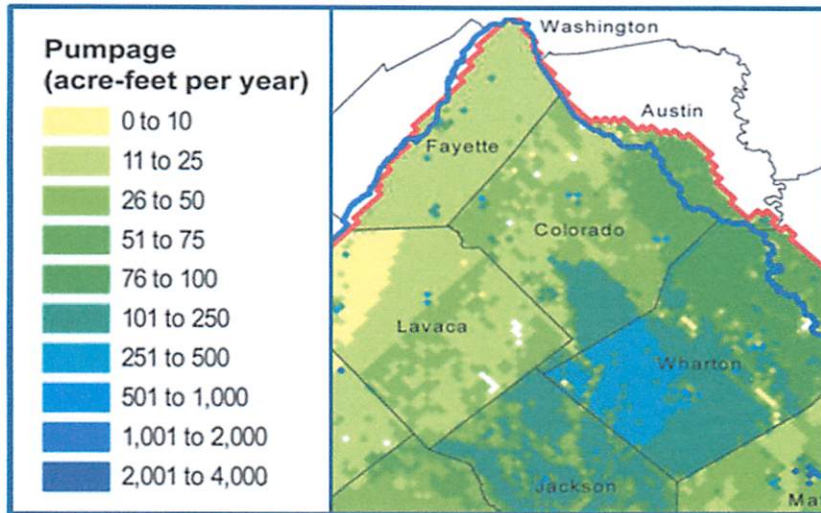 Pumpage
(acre-feet per year)
0 to 10
11 to 25
26 to 50
51 to 75
76 to 100
101 to 250
251 to 500
501 to 1,000
1,001 to 2,000
2,001 to 4,000
Washington
Austin
Fayette
Colorado
Lavaca
Wharton
Jackson
Mat